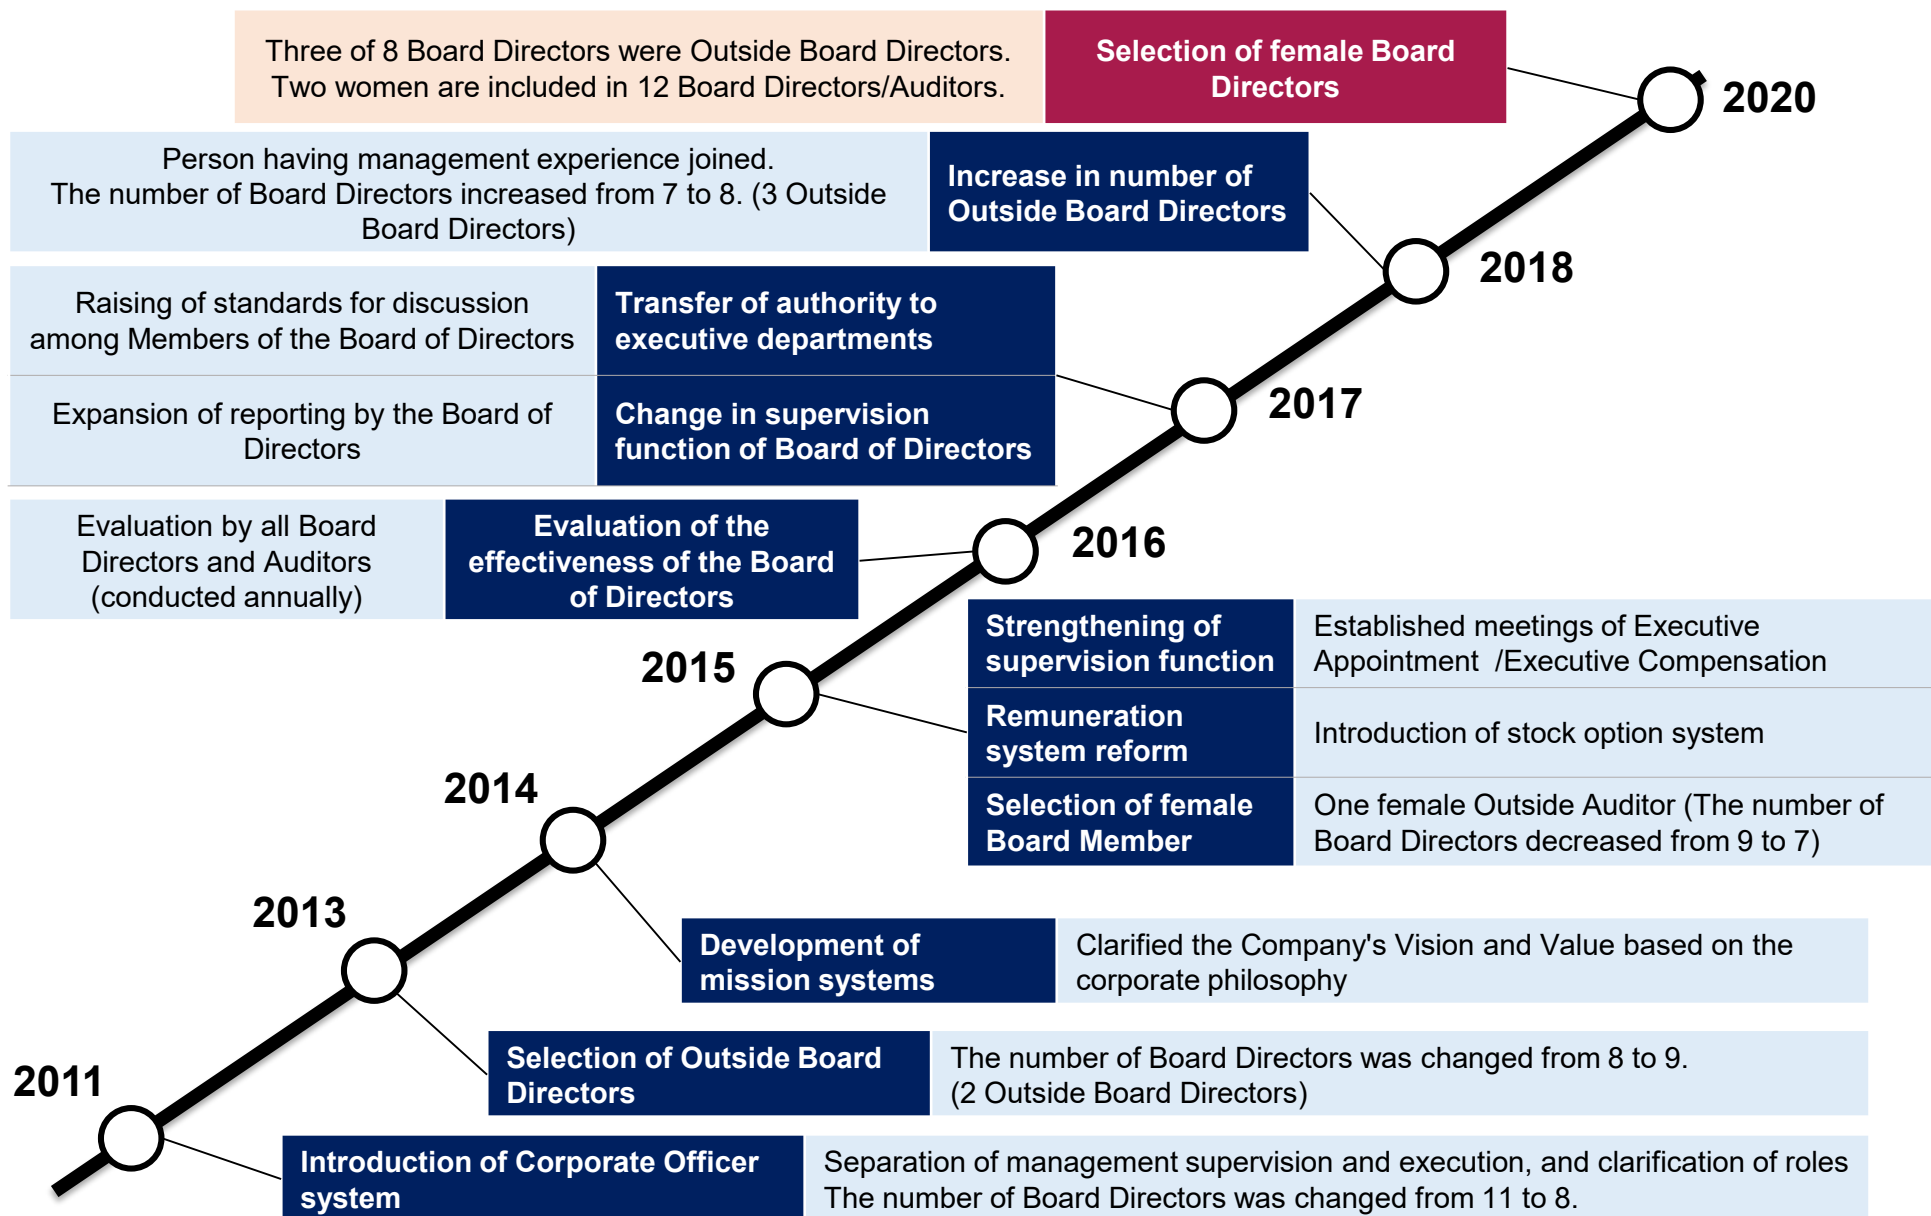 Three of 8 Board Directors were Outside Board Directors.
Two women are included in 12 Board Directors/Auditors.
Selection of female Board
Directors
2020
Person having management experience joined.
The number of Board Directors increased from 7 to 8. (3 Outside
Board Directors)
Increase in number of
Outside Board Directors
2018
Raising of standards for discussion
among Members of the Board of Directors
Transfer of authority to
executive departments
Expansion of reporting by the Board of
Directors
Change in supervision
function of Board of Directors
2017
Evaluation by all Board
Directors and Auditors
(conducted annually)
Evaluation of the
effectiveness of the Board
of Directors
2016
2015
Strengthening of
supervision function
Established meetings of Executive
Appointment /Executive Compensation
Remuneration
system reform
Introduction of stock option system
Selection of female
Board Member
One female Outside Auditor (The number of
Board Directors decreased from 9 to 7)
2014
Development of
mission systems
Clarified the Company's Vision and Value based on the
corporate philosophy
2013
Selection of Outside Board
Directors
The number of Board Directors was changed from 8 to 9.
(2 Outside Board Directors)
2011
Introduction of Corporate Officer
system
Separation of management supervision and execution, and clarification of roles
The number of Board Directors was changed from 11 to 8.